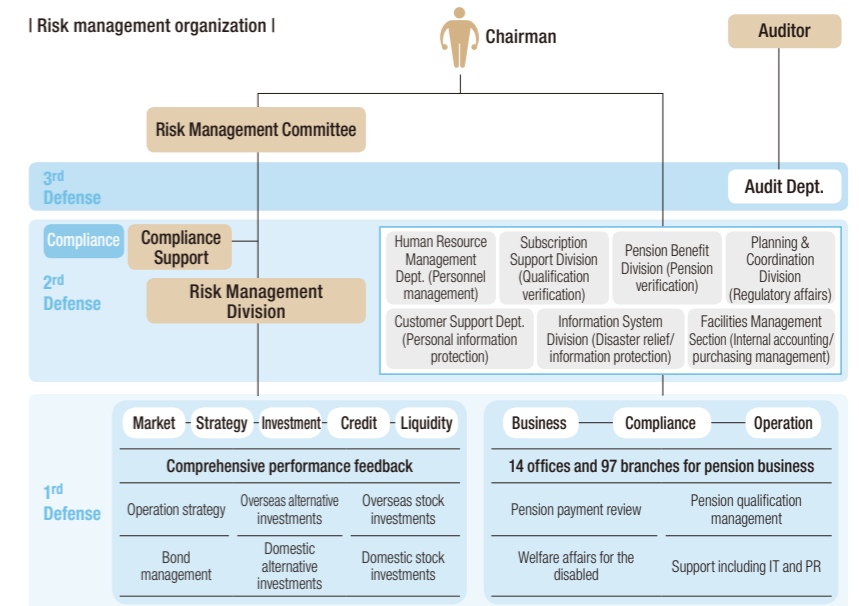 | Risk management organization |
Chairman
Auditor
Risk Management Committee
3rd
Defense
Audit Dept.
Compliance
Compliance
Support
2rd
Defense
Risk Management
Division
Human Resource
Management
Dept. (Personnel
management)
Subscription
Support Division
(Qualification
verification)
Pension Benefit
Division (Pension
verification)
Planning &
Coordination
Division
(Regulatory affairs)
Customer Support Dept.
(Personal information
protection)
Information System
Division (Disaster relief/
information protection)
Facilities Management
Section (Internal accounting/
purchasing management)
1rd
Defense
Market - Strategy - Investment - Credit - Liquidity
Comprehensive performance feedback
Operation strategy
Overseas alternative
investments
Overseas stock
investments
Bond
management
Domestic
alternative
investments
Domestic stock
investments
Business Compliance Operation
14 offices and 97 branches for pension business
Pension payment review
Pension qualification
management
Welfare affairs for the
disabled
Support including IT and PR